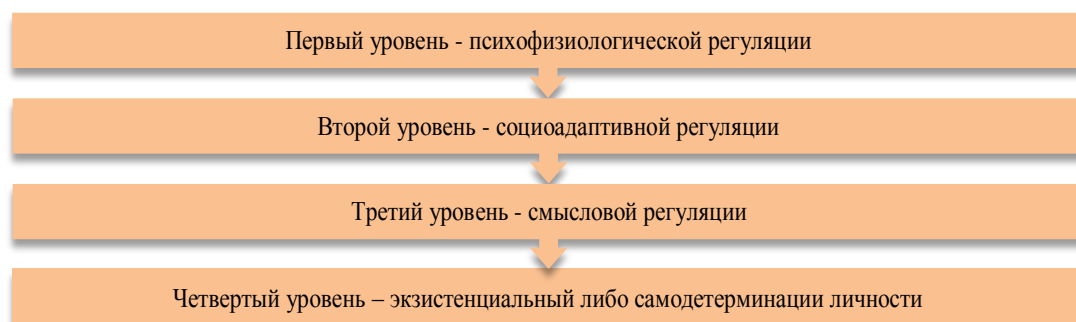 Первый уровень - психофизиологической регуляции
Второй уровень - социоадаптивной регуляции
Третий уровень - смысловой регуляции
Четвертый уровень – экзистенциальный либо самодетерминации личности